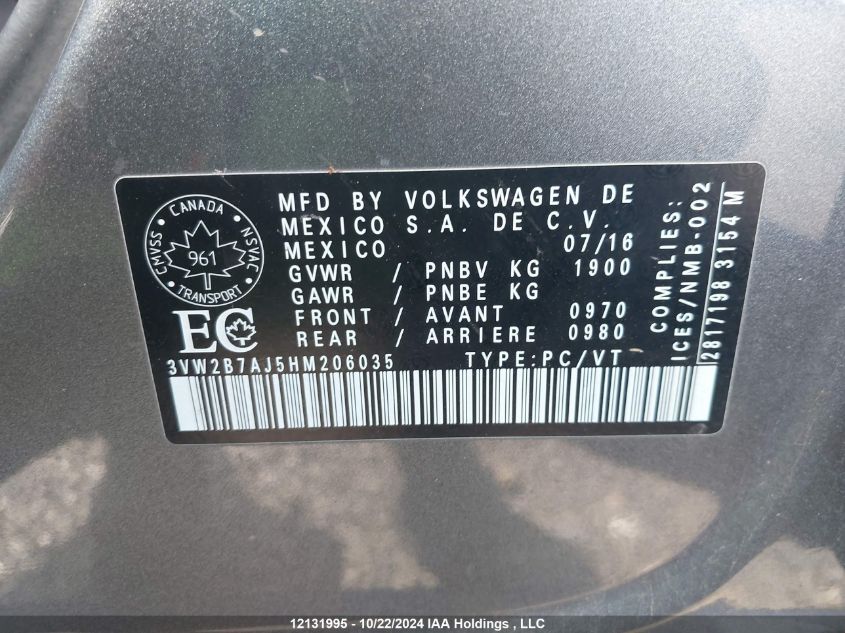 CANADA
CMVSS
NSVAC
961
TRANSPORT
EC
MFD BY VOLKSWAGEN DE
MEXICO S.A. DE C.V.
MEXICO 07/16
GVWR / PNBV KG 1900
GAWR / PNBE KG
FRONT / AVANT 0970
REAR / ARRIERE 0980
3VW2B7AJ5HM206035 TYPE:PC/VT
COMPLIES:
ICES/NMB-002
2817198 3154 M
12131995 - 10/22/2024 IAA Holdings , LLC